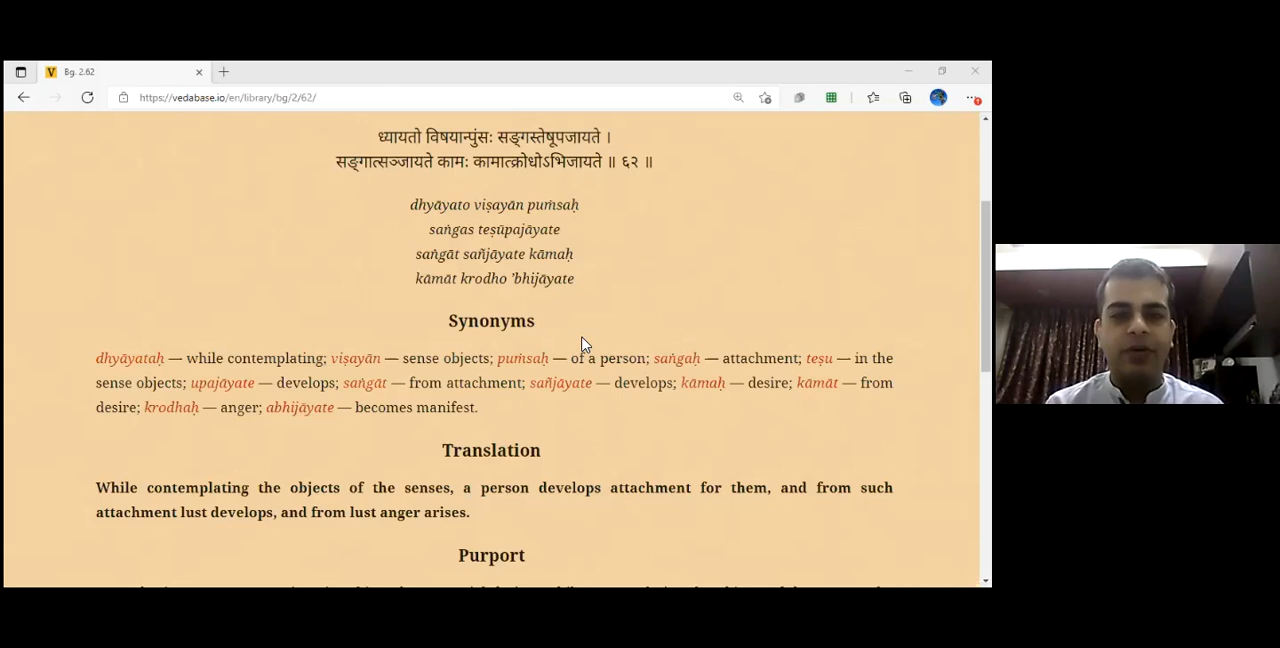 Bg. 2.62
https://vedabase.io/en/library/bg/2/62/
ध्यायतो विषयान्पुंसः सङ्गस्तेषूपजायते ।
सङ्गात्सञ्जायते कामः कामात्क्रोधोऽभिजायते ॥ ६२ ॥
dhyāyato viṣayān puṁsaḥ
saṅgas teṣūpajāyate
saṅgāt sañjāyate kāmaḥ
kāmāt krodho ’bhijāyate
Synonyms
dhyāyataḥ — while contemplating; viṣayān — sense objects; puṁsaḥ — of a person; saṅgaḥ — attachment; teṣu — in the
sense objects; upajāyate — develops; saṅgāt — from attachment; sañjāyate — develops; kāmaḥ — desire; kāmāt — from
desire; krodhaḥ — anger; abhijāyate — becomes manifest.
Translation
While contemplating the objects of the senses, a person develops attachment for them, and from such
attachment lust develops, and from lust anger arises.
Purport